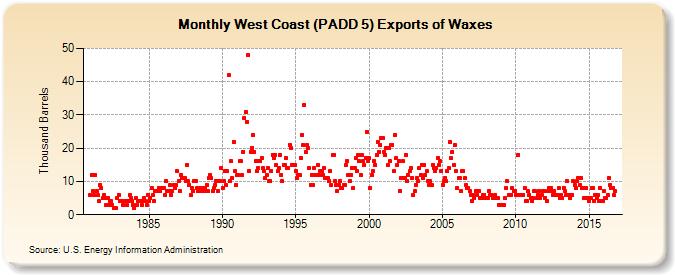 Monthly West Coast (PADD 5) Exports of Waxes
Thousand Barrels
50
40
30
20
10
0
1985 1990 1995 2000 2005 2010 2015
Source: U.S. Energy Information Administration